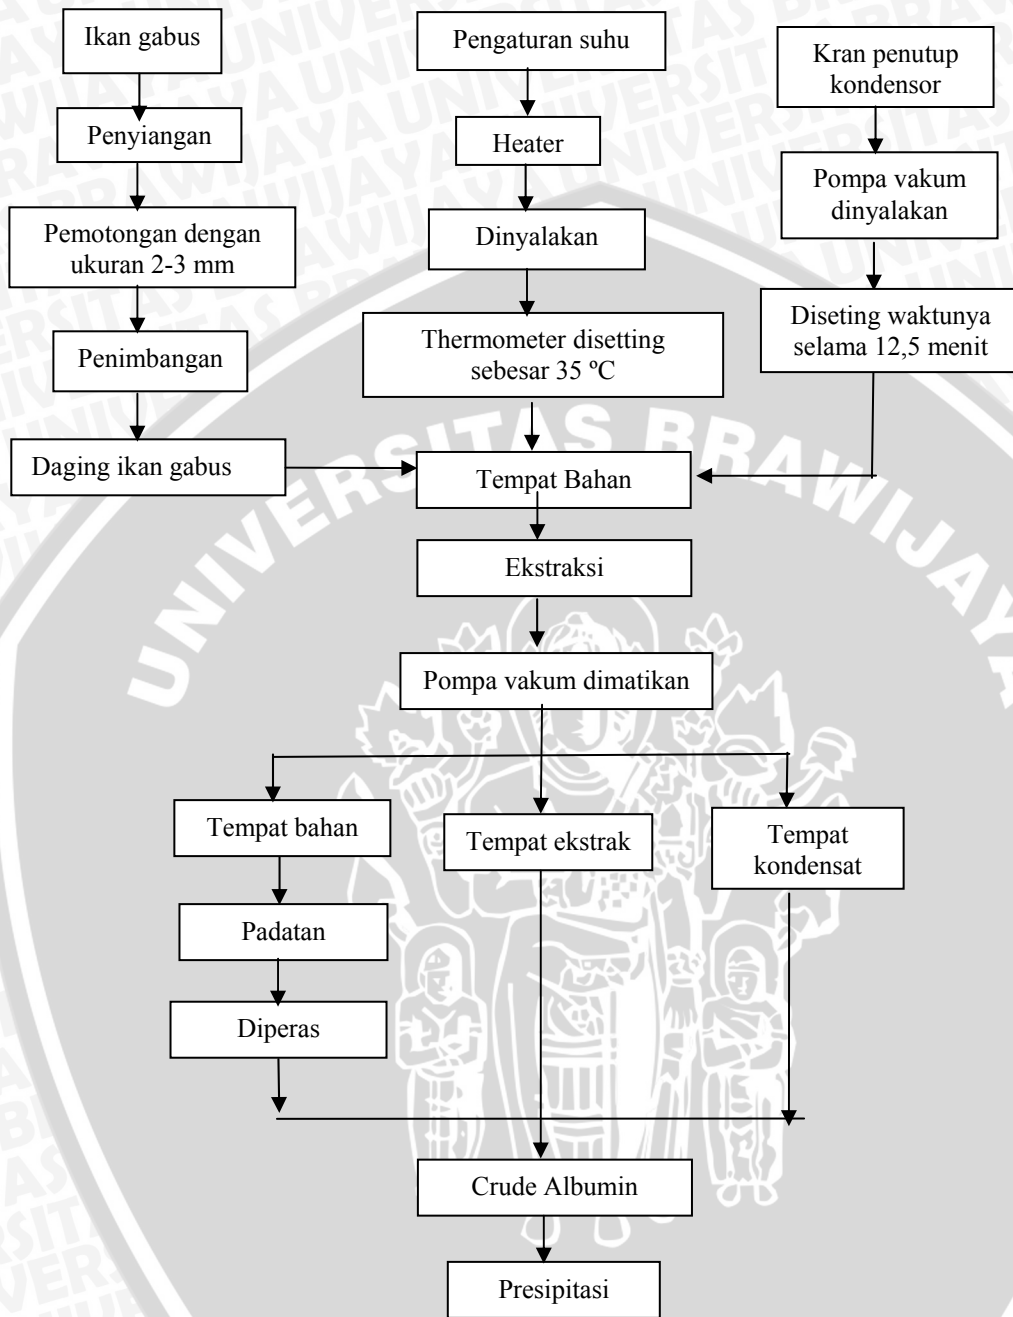 Ikan gabus
Penyiangan
Pemotongan dengan
ukuran 2-3 mm
Penimbangan
Daging ikan gabus
Pengaturan suhu
Heater
Dinyalakan
Thermometer disetting
sebesar 35 ºC
Kran penutup
kondensor
Pompa vakum
dinyalakan
Diseting waktunya
selama 12,5 menit
Tempat Bahan
Ekstraksi
Pompa vakum dimatikan
Tempat bahan
Padatan
Diperas
Tempat ekstrak
Tempat
kondensat
Crude Albumin
Presipitasi
UNIVERSITAS BRAWIJAYA